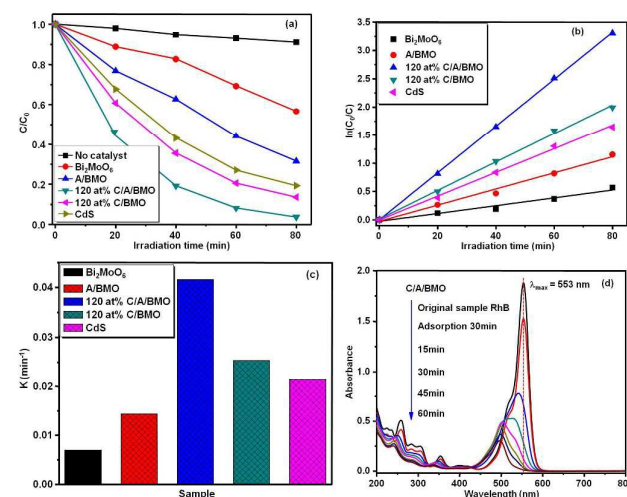 (a)
C/C₀
1.0
0.8
0.6
0.4
0.2
0.0
No catalyst
Bi₂MoO₆
A/BMO
120 at% C/A/BMO
120 at% C/BMO
CdS
0 20 40 60 80
Irradiation time (min)
(b)
ln(C₀/C)
3.5
3.0
2.5
2.0
1.5
1.0
0.5
0.0
Bi₂MoO₆
A/BMO
120 at% C/A/BMO
120 at% C/BMO
CdS
0 20 40 60 80
Irradiation time (min)
(c)
K (min⁻¹)
0.04
0.03
0.02
0.01
0.00
Bi₂MoO₆
A/BMO
120 at% C/A/BMO
120 at% C/BMO
CdS
Sample
(d)
Absorbance
2.0
1.5
1.0
0.5
0.0
C/A/BMO
λmax = 553 nm
Original sample RhB
Adsorption 30min
15min
30min
45min
60min
200 300 400 500 600 700 800
Wavelength (nm)